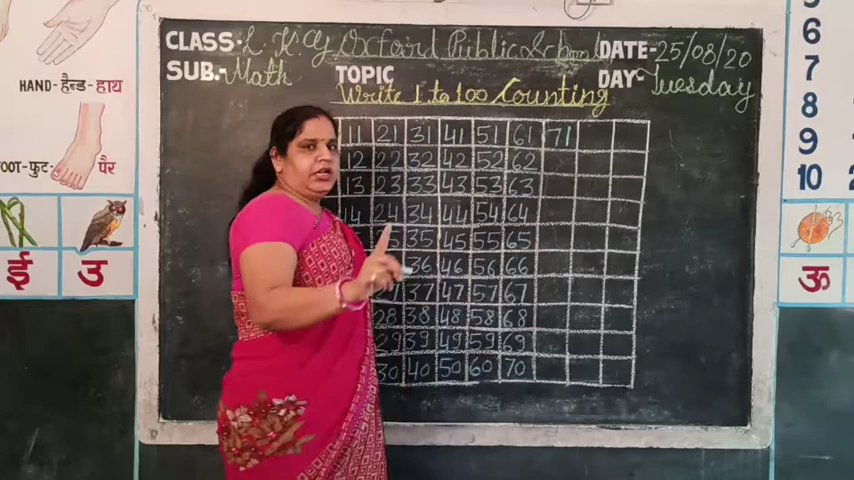 CLASS:- L.K.G Oxford Public School DATE:- 25/08/20
SUB.:- Math TOPIC DAY:- Tuesday
Write 1 to 100 Counting
11 21 31 41 51 61 71
12 22 32 42 52 62
13 23 33 43 53 63
14 24 34 44 54 64
35 45 55 65
36 46 56 66
37 47 57 67
28 38 48 58 68
29 39 49 59 69
30 40 50 60 70
HAND-हैन्ड-हाथ
FOOT-फुट-पैर
ई उ
5
6
7
8
9
10
ऊ